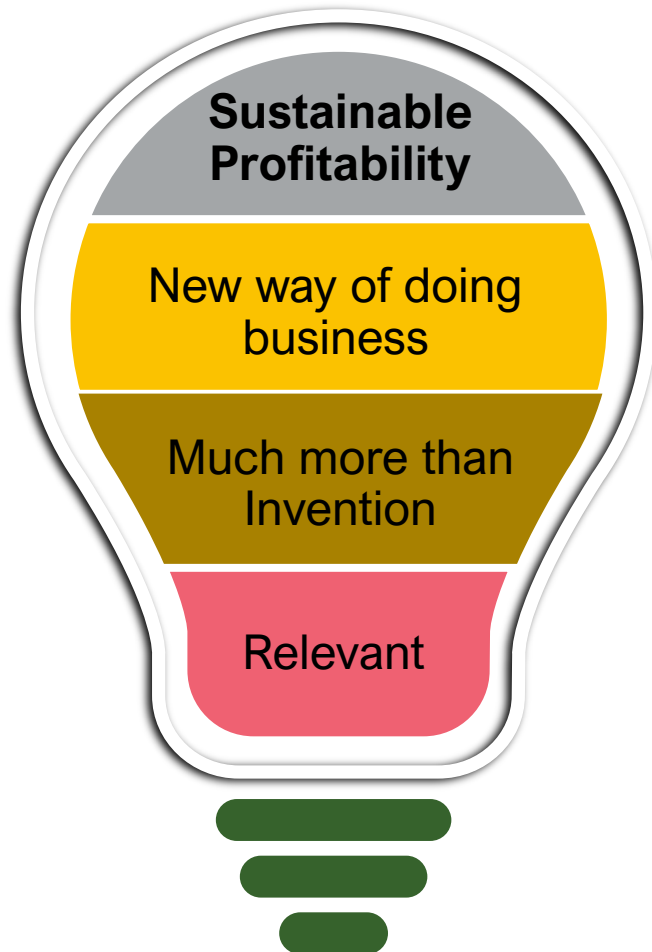 Sustainable
Profitability
New way of doing
business
Much more than
Invention
Relevant